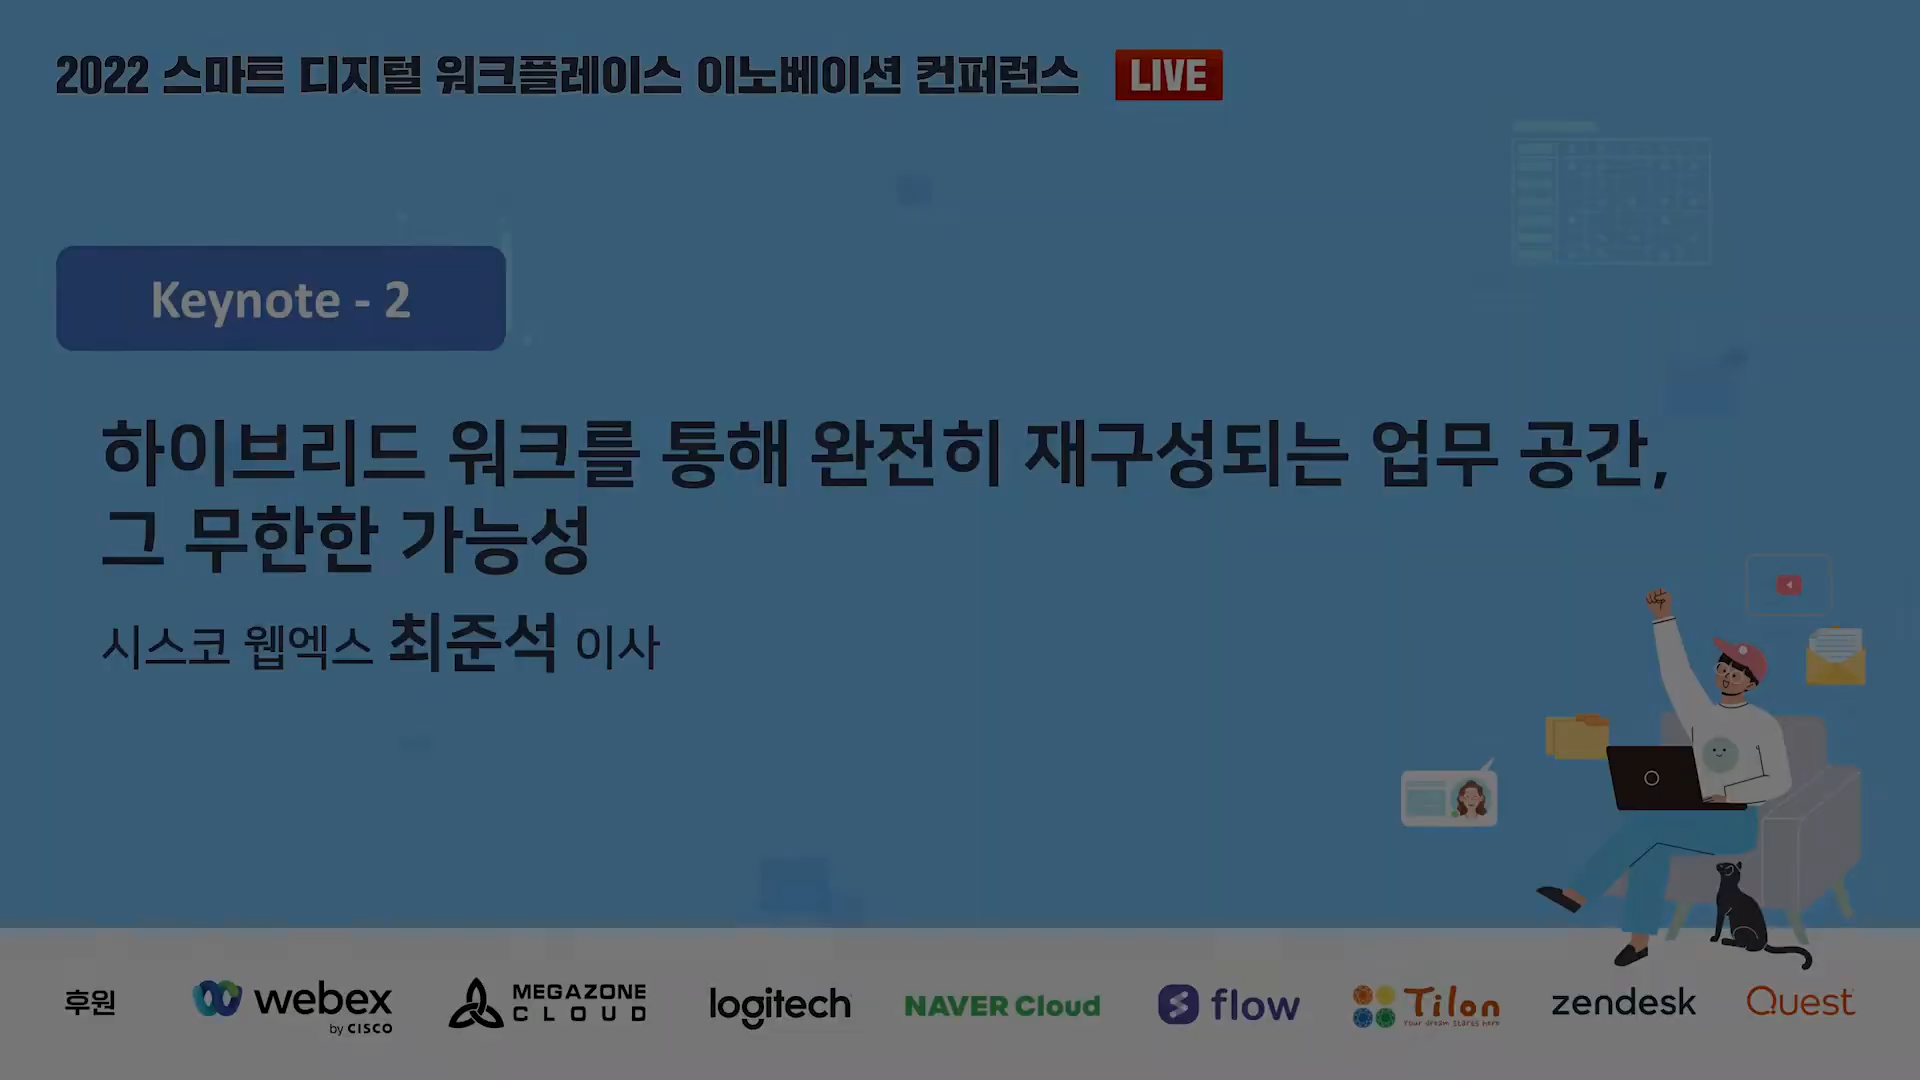 2022 스마트 디지털 워크플레이스 이노베이션 컨퍼런스 LIVE
Keynote - 2
하이브리드 워크를 통해 완전히 재구성되는 업무 공간,
그 무한한 가능성
시스코 웹엑스 최준석 이사
후원 webex by CISCO MEGAZONE CLOUD logitech NAVER Cloud flow Tilon Your dream starts here zendesk Quest